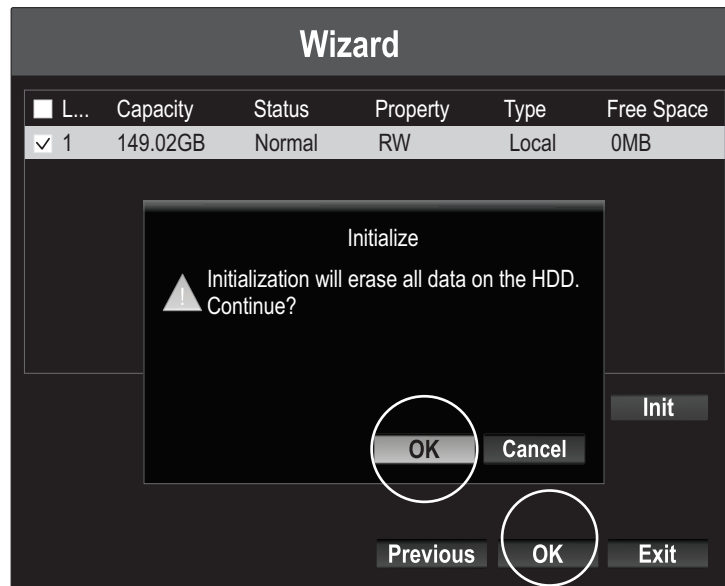 Wizard
L... Capacity Status Property Type Free Space
1 149.02GB Normal RW Local 0MB
Initialize
! Initialization will erase all data on the HDD.
Continue?
Init
OK Cancel
Previous OK Exit